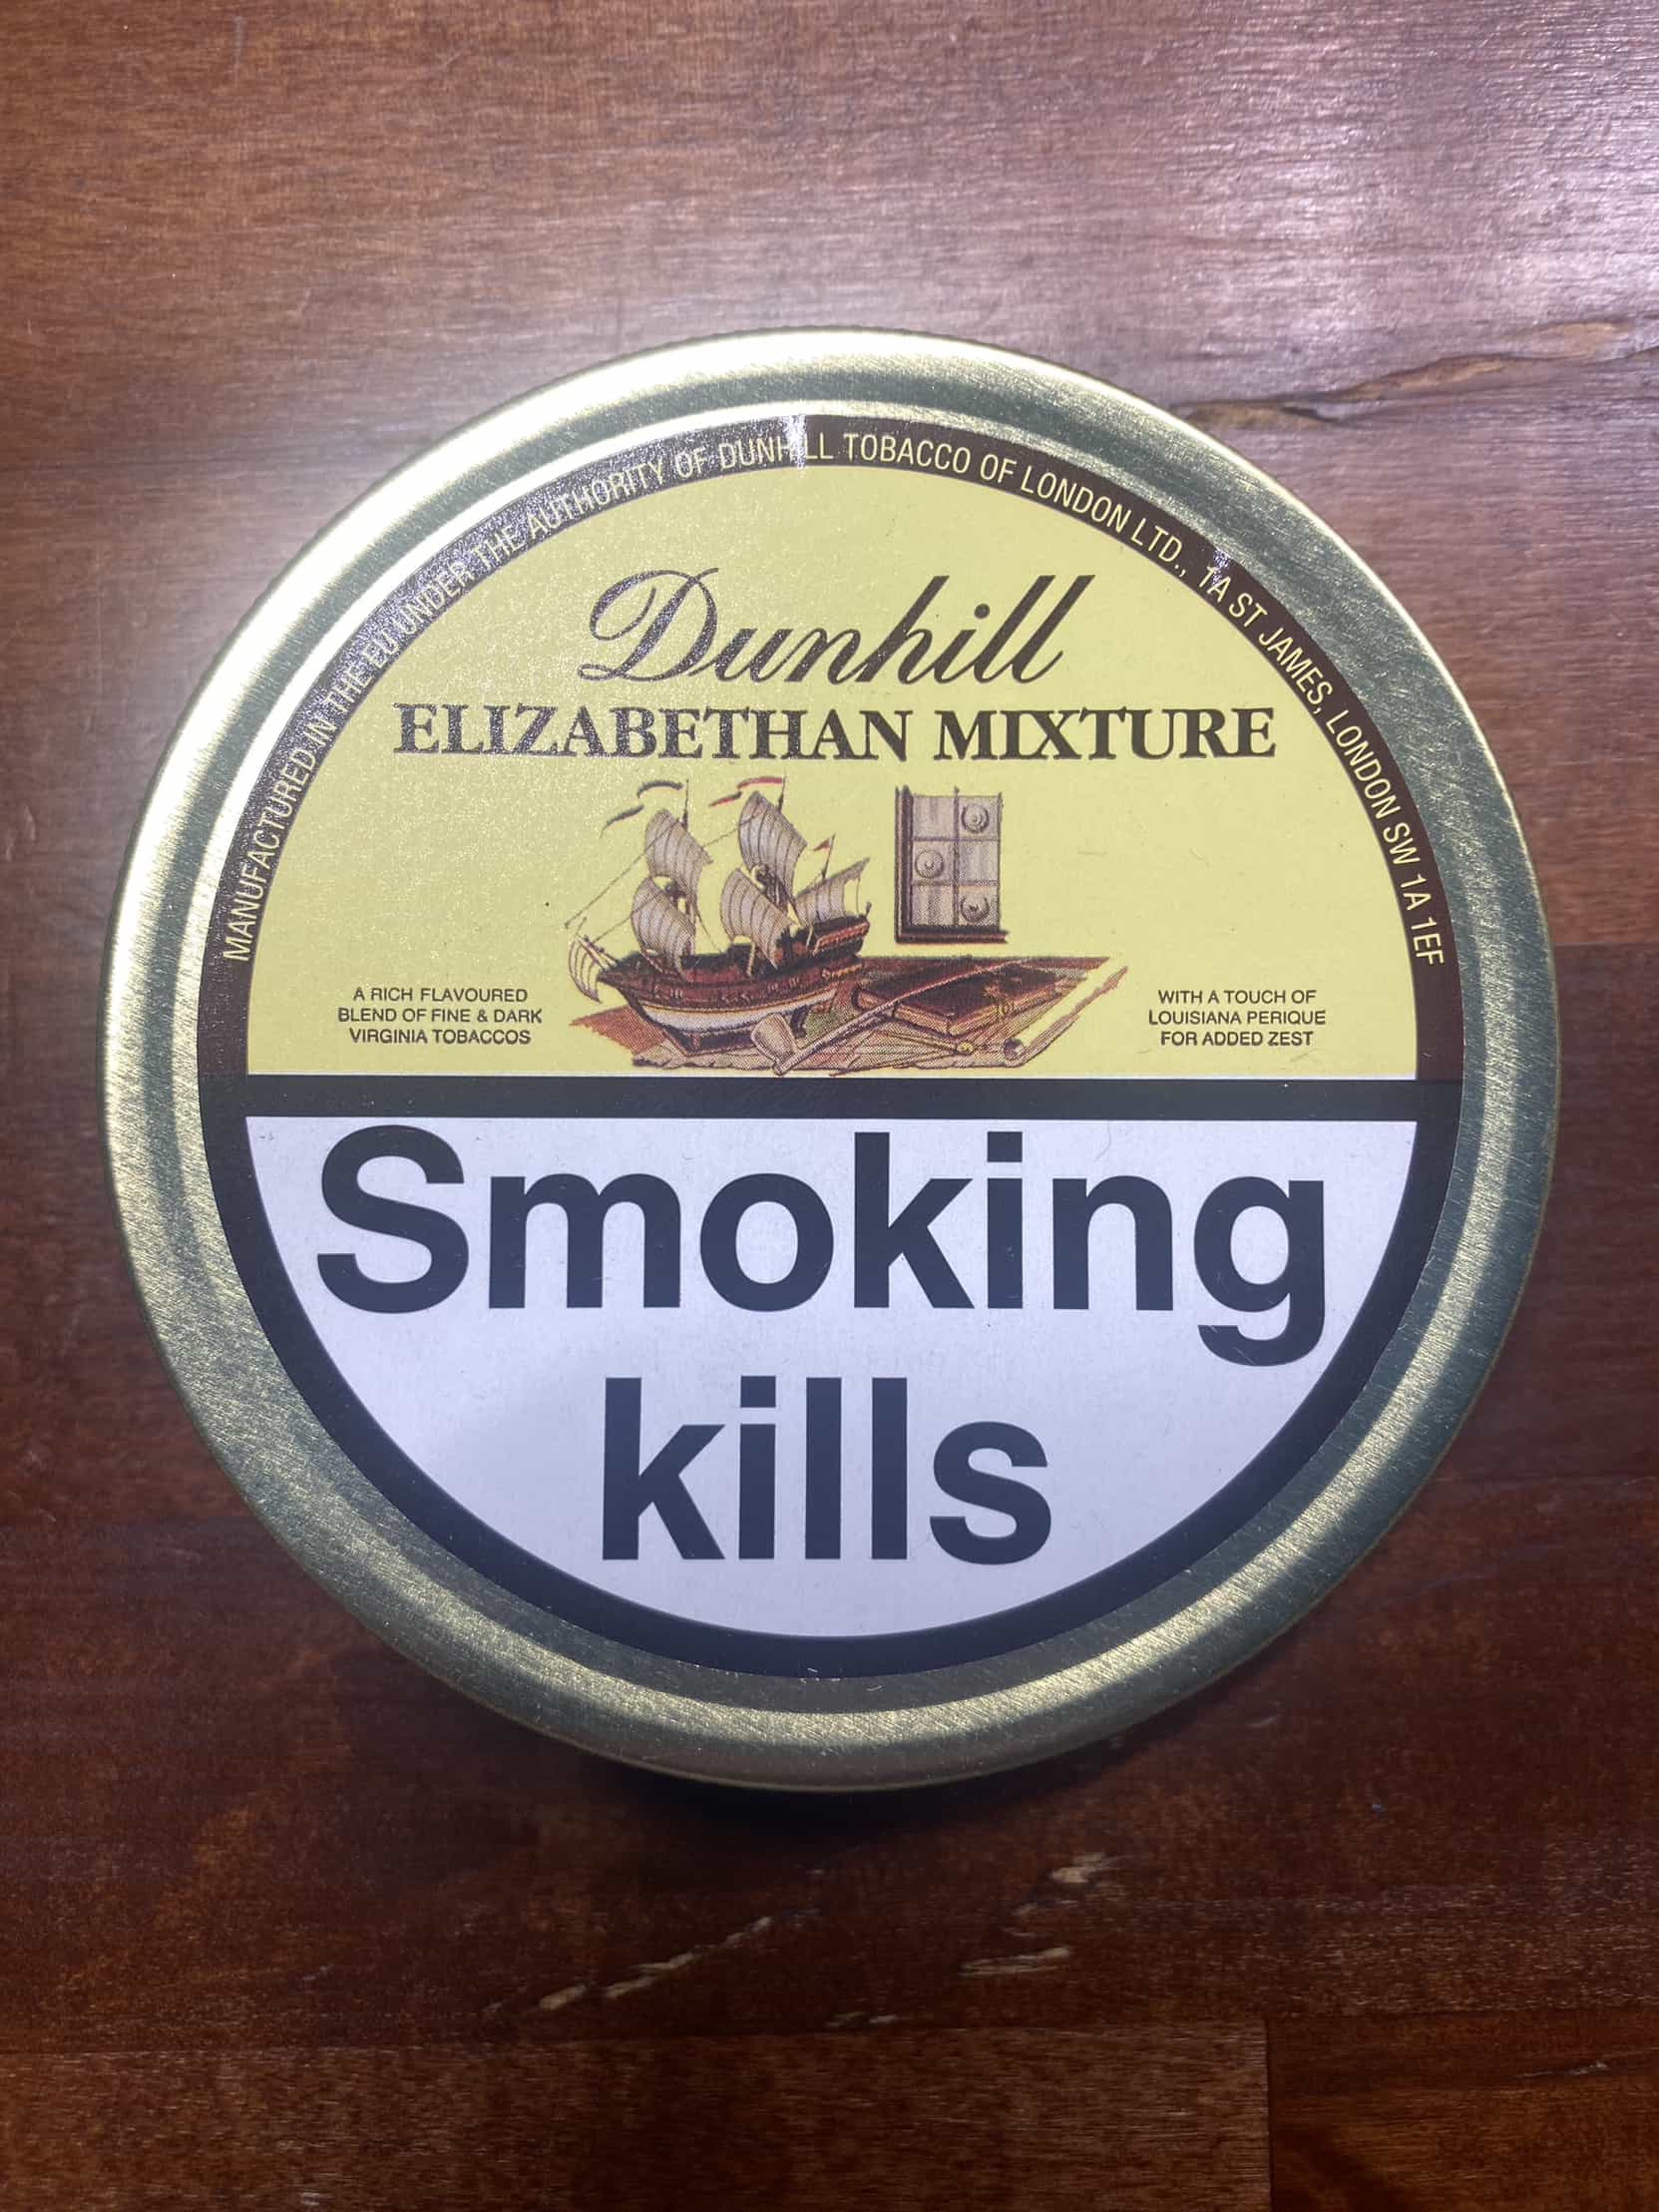 MANUFACTURED IN THE EU UNDER THE AUTHORITY OF DUNHILL TOBACCO OF LONDON LTD., 1A ST JAMES, LONDON SW 1A 1EF
Dunhill
ELIZABETHAN MIXTURE
A RICH FLAVOURED
BLEND OF FINE & DARK
VIRGINIA TOBACCOS
WITH A TOUCH OF
LOUISIANA PERIQUE
FOR ADDED ZEST
Smoking
kills